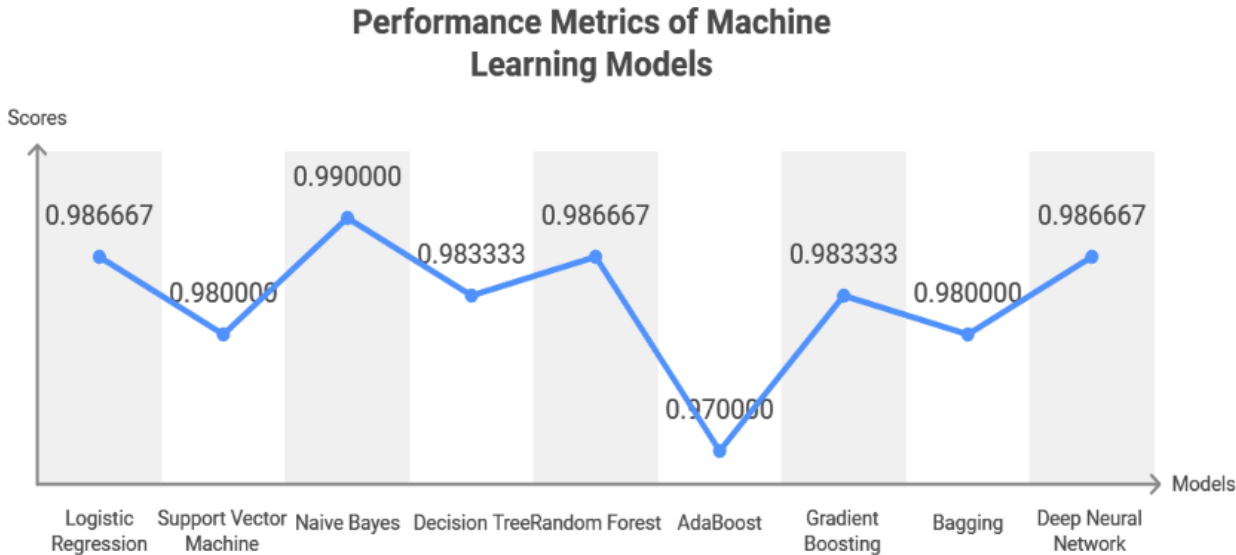 Performance Metrics of Machine
Learning Models
Scores
0.986667
0.980000
0.990000
0.983333
0.986667
0.970000
0.983333
0.980000
0.986667
Models
Logistic
Regression
Support Vector
Machine
Naive Bayes
Decision Tree
Random Forest
AdaBoost
Gradient
Boosting
Bagging
Deep Neural
Network